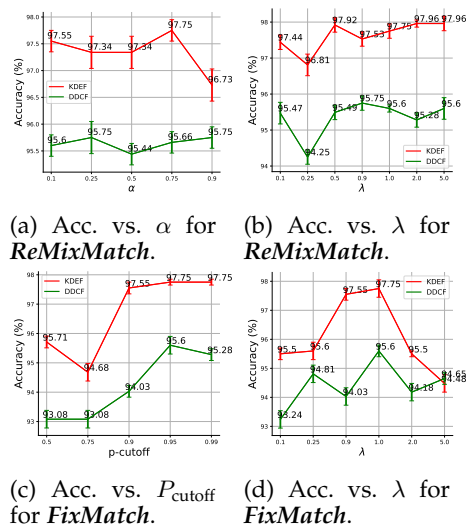 98.0
97.5
97.0
96.5
96.0
95.5
Accuracy (%)
97.55
97.34
97.34
97.75
96.73
KDEF
DDCF
95.6
95.75
95.44
95.66
95.75
0.1 0.25 0.5 0.75 0.9
α
98
97
96
95
94
Accuracy (%)
97.44
96.81
97.92
97.53
97.75
97.96
97.96
95.47
94.25
95.49
95.75
95.6
95.28
95.6
KDEF
DDCF
0.1 0.25 0.5 0.9 1.0 2.0 5.0
λ
(a) Acc. vs. α for
ReMixMatch.
(b) Acc. vs. λ for
ReMixMatch.
98
97
96
95
94
93
Accuracy (%)
KDEF
DDCF
95.71
94.68
97.55
97.75
97.75
93.08
93.08
94.03
95.6
95.28
0.5 0.75 0.9 0.95 0.99
p-cutoff
98
97
96
95
94
93
Accuracy (%)
KDEF
DDCF
95.5
95.6
97.55
97.75
95.5
94.48
93.24
94.81
94.03
95.6
94.18
94.65
0.1 0.25 0.9 1.0 2.0 5.0
λ
(c) Acc. vs. Pcutoff
for FixMatch.
(d) Acc. vs. λ for
FixMatch.